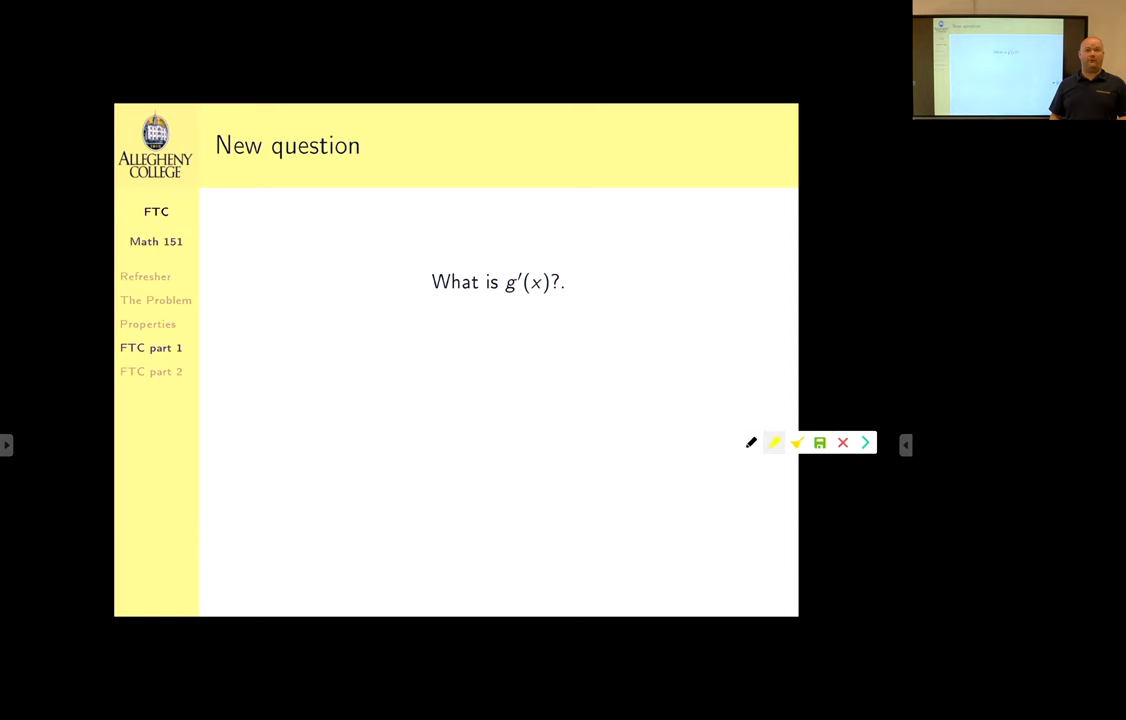 New question
ALLEGHENY
COLLEGE
FTC
Math 151
Refresher
The Problem
Properties
FTC part 1
FTC part 2
What is g′(x)?.